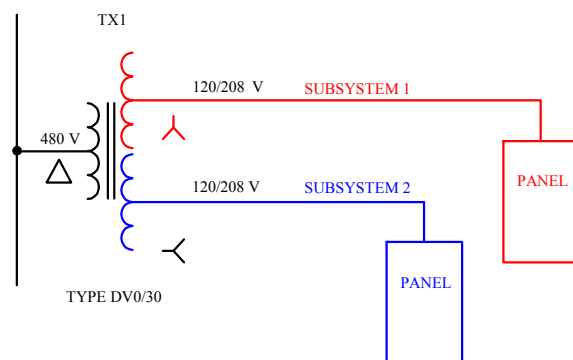 TX1
120/208 V
SUBSYSTEM 1
480 V
PANEL
120/208 V
SUBSYSTEM 2
PANEL
TYPE DV0/30